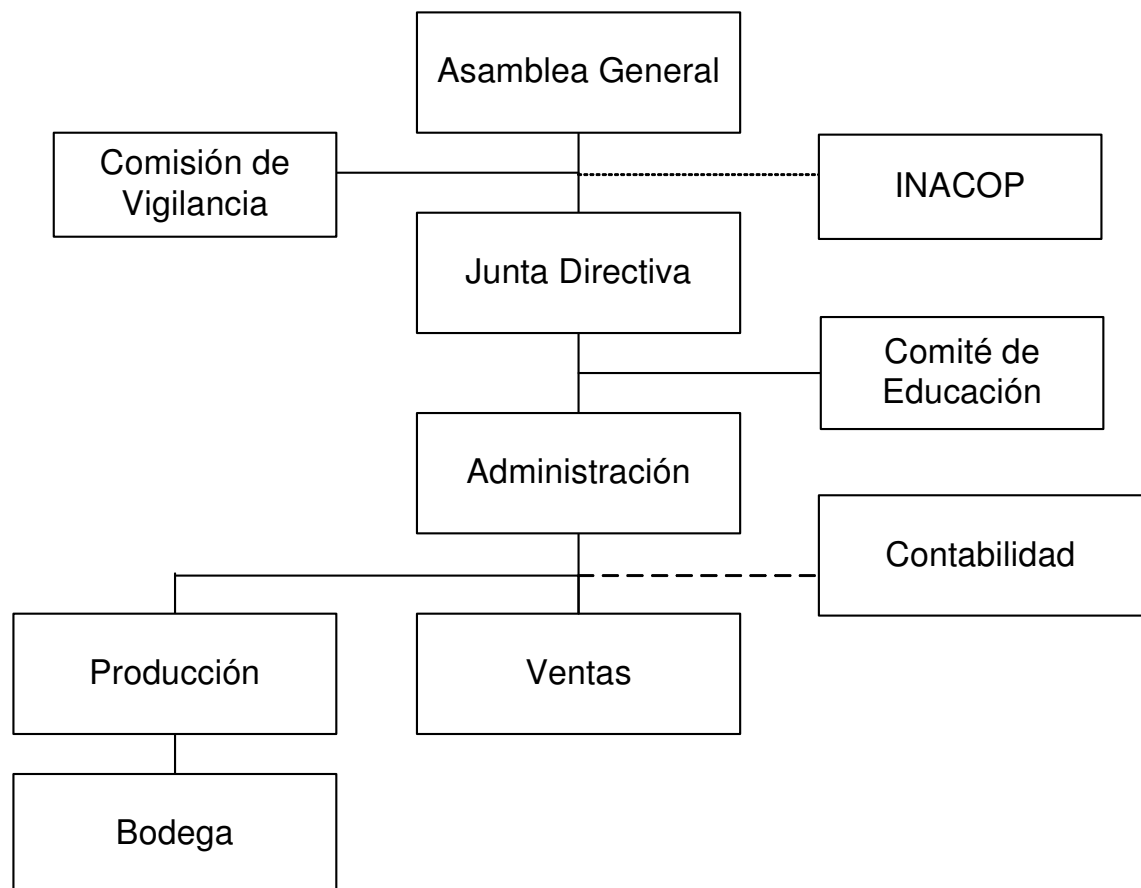 Asamblea General
Comisión de
Vigilancia
INACOP
Junta Directiva
Comité de
Educación
Administración
Contabilidad
Producción
Ventas
Bodega